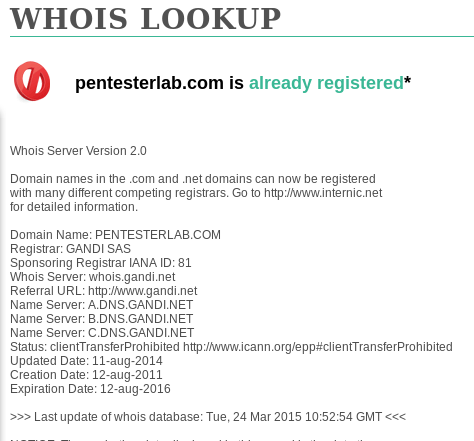 WHOIS LOOKUP
pentesterlab.com is already registered*
Whois Server Version 2.0
Domain names in the .com and .net domains can now be registered
with many different competing registrars. Go to http://www.internic.net
for detailed information.
Domain Name: PENTESTERLAB.COM
Registrar: GANDI SAS
Sponsoring Registrar IANA ID: 81
Whois Server: whois.gandi.net
Referral URL: http://www.gandi.net
Name Server: A.DNS.GANDI.NET
Name Server: B.DNS.GANDI.NET
Name Server: C.DNS.GANDI.NET
Status: clientTransferProhibited http://www.icann.org/epp#clientTransferProhibited
Updated Date: 11-aug-2014
Creation Date: 12-aug-2011
Expiration Date: 12-aug-2016
>>> Last update of whois database: Tue, 24 Mar 2015 10:52:54 GMT <<<